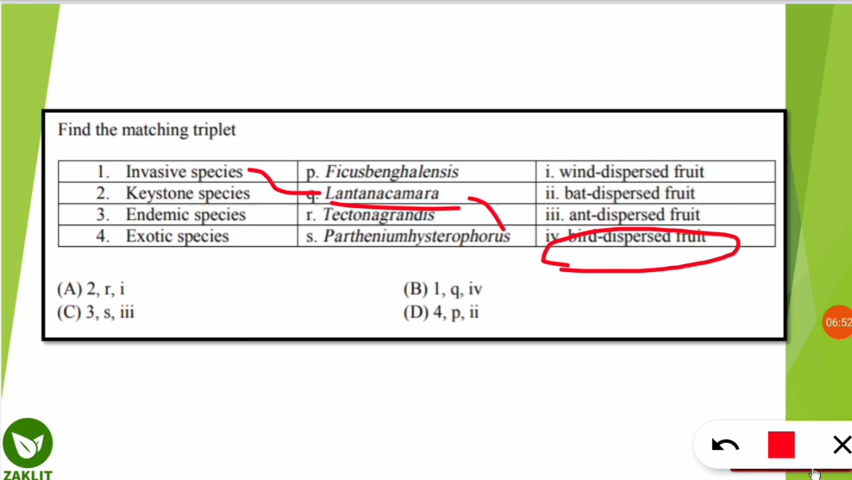 Find the matching triplet
1. Invasive species p. Ficusbenghalensis i. wind-dispersed fruit
2. Keystone species q. Lantanacamara ii. bat-dispersed fruit
3. Endemic species r. Tectonagrandis iii. ant-dispersed fruit
4. Exotic species s. Partheniumhysterophorus iv. bird-dispersed fruit
(A) 2, r, i (B) 1, q, iv
(C) 3, s, iii (D) 4, p, ii
06:52
ZAKLIT